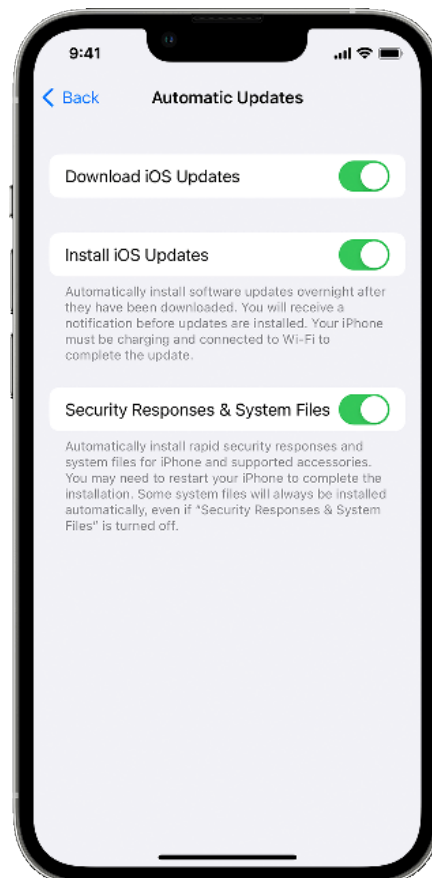 9:41
Back
Automatic Updates
Download iOS Updates
Install iOS Updates
Automatically install software updates overnight after
they have been downloaded. You will receive a
notification before updates are installed. Your iPhone
must be charging and connected to Wi-Fi to
complete the update.
Security Responses & System Files
Automatically install rapid security responses and
system files for iPhone and supported accessories.
You may need to restart your iPhone to complete the
installation. Some system files will always be installed
automatically, even if “Security Responses & System
Files” is turned off.